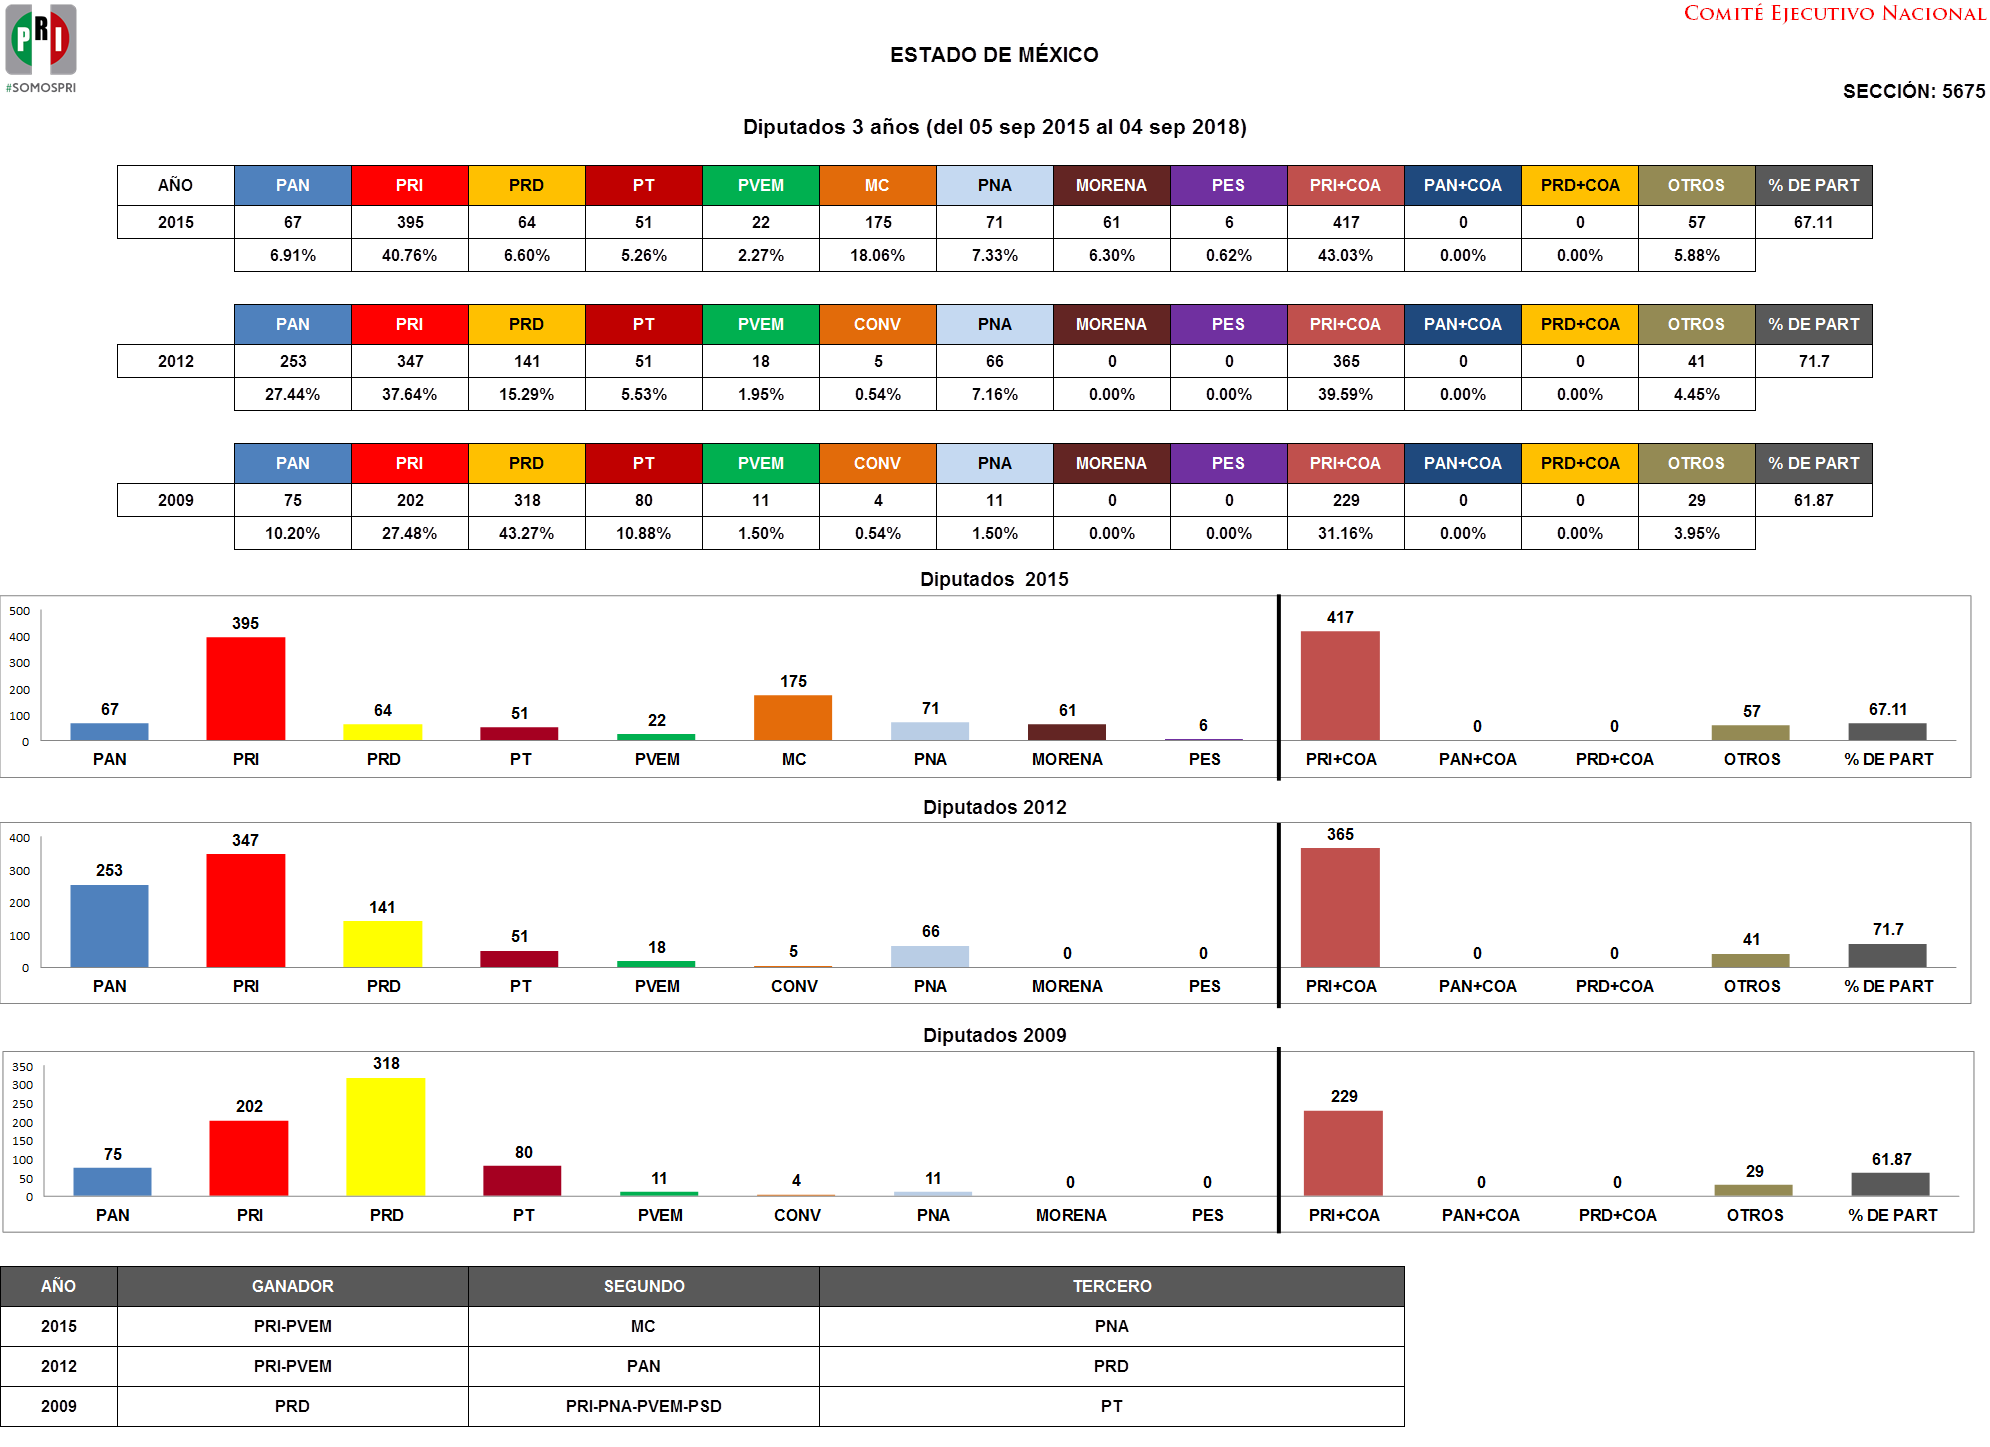 PRI
#SOMOSPRI
COMITÉ EJECUTIVO NACIONAL
ESTADO DE MÉXICO
SECCIÓN: 5675
Diputados 3 años (del 05 sep 2015 al 04 sep 2018)
AÑO PAN PRI PRD PT PVEM MC PNA MORENA PES PRI+COA PAN+COA PRD+COA OTROS % DE PART
2015 67 395 64 51 22 175 71 61 6 417 0 0 57 67.11
6.91% 40.76% 6.60% 5.26% 2.27% 18.06% 7.33% 6.30% 0.62% 43.03% 0.00% 0.00% 5.88%
PAN PRI PRD PT PVEM CONV PNA MORENA PES PRI+COA PAN+COA PRD+COA OTROS % DE PART
2012 253 347 141 51 18 5 66 0 0 365 0 0 41 71.7
27.44% 37.64% 15.29% 5.53% 1.95% 0.54% 7.16% 0.00% 0.00% 39.59% 0.00% 0.00% 4.45%
PAN PRI PRD PT PVEM CONV PNA MORENA PES PRI+COA PAN+COA PRD+COA OTROS % DE PART
2009 75 202 318 80 11 4 11 0 0 229 0 0 29 61.87
10.20% 27.48% 43.27% 10.88% 1.50% 0.54% 1.50% 0.00% 0.00% 31.16% 0.00% 0.00% 3.95%
Diputados 2015
500
400
300
200
100
0
67 395 64 51 22 175 71 61 6 417 0 0 57 67.11
PAN PRI PRD PT PVEM MC PNA MORENA PES PRI+COA PAN+COA PRD+COA OTROS % DE PART
Diputados 2012
400
300
200
100
0
253 347 141 51 18 5 66 0 0 365 0 0 41 71.7
PAN PRI PRD PT PVEM CONV PNA MORENA PES PRI+COA PAN+COA PRD+COA OTROS % DE PART
Diputados 2009
350
300
250
200
150
100
50
0
75 202 318 80 11 4 11 0 0 229 0 0 29 61.87
PAN PRI PRD PT PVEM CONV PNA MORENA PES PRI+COA PAN+COA PRD+COA OTROS % DE PART
AÑO GANADOR SEGUNDO TERCERO
2015 PRI-PVEM MC PNA
2012 PRI-PVEM PAN PRD
2009 PRD PRI-PNA-PVEM-PSD PT